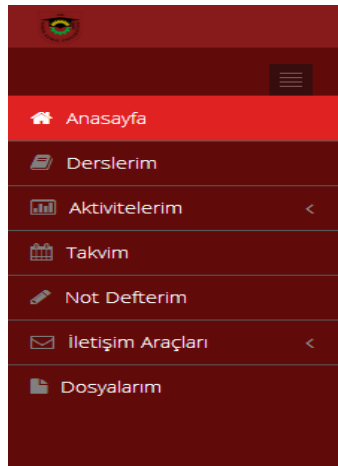 Anasayfa
Derslerim
Aktivitelerim
Takvim
Not Defterim
İletişim Araçları
Dosyalarım